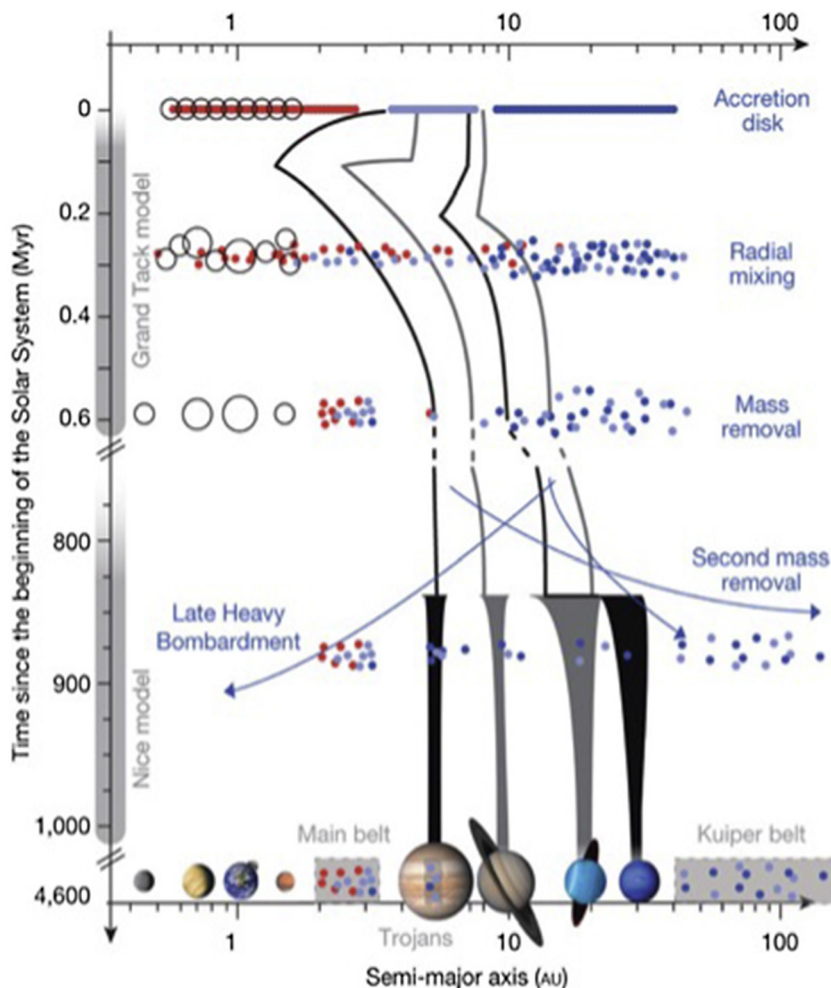 1 10 100
0
Accretion
disk
0.2
Radial
mixing
0.4
Mass
removal
0.6
Grand Tack model
Time since the beginning of the Solar System (Myr)
800
Second mass
removal
Late Heavy
Bombardment
900
Nice model
1,000
Main belt
Kuiper belt
4,600
Trojans
1 10 100
Semi-major axis (AU)